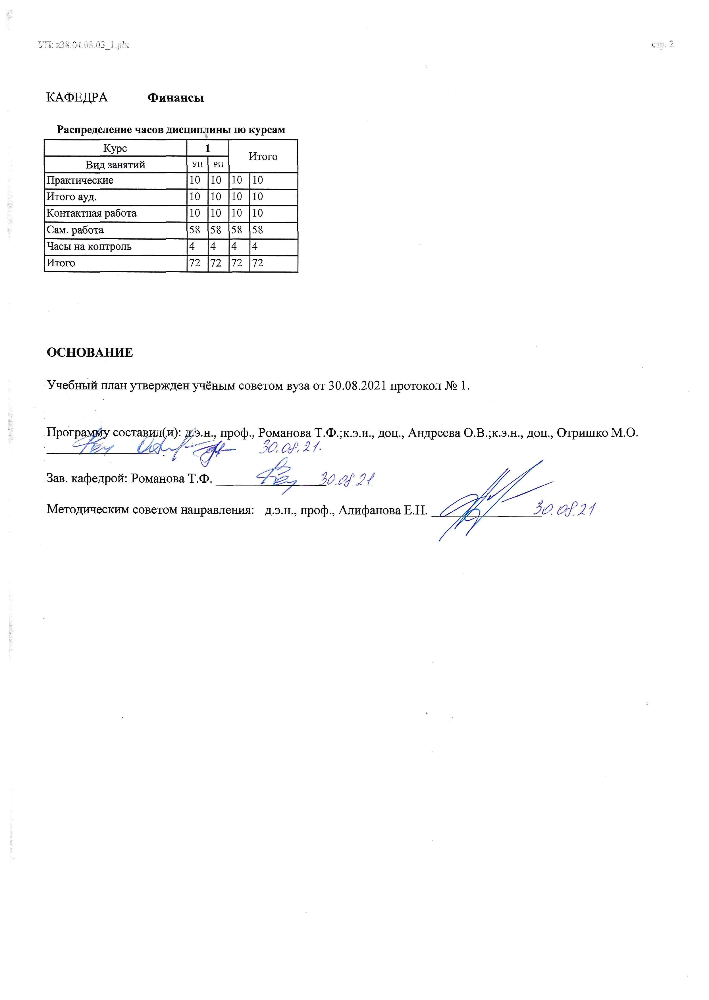 УП: z38.04.08.03_1.plx стр. 2
КАФЕДРА Финансы
Распределение часов дисциплины по курсам
Курс 1 Итого
Вид занятий УП РП
Практические 10 10 10 10
Итого ауд. 10 10 10 10
Контактная работа 10 10 10 10
Сам. работа 58 58 58 58
Часы на контроль 4 4 4 4
Итого 72 72 72 72
ОСНОВАНИЕ
Учебный план утвержден учёным советом вуза от 30.08.2021 протокол № 1.
Программу составил(и): д.э.н., проф., Романова Т.Ф.;к.э.н., доц., Андреева О.В.;к.э.н., доц., Отришко М.О.
30.08.21.
Зав. кафедрой: Романова Т.Ф. 30.08.21.
Методическим советом направления: д.э.н., проф., Алифанова Е.Н. 30.08.21